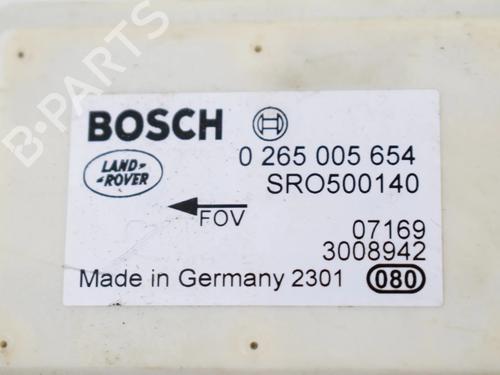 BOSCH
0 265 005 654
LAND-
-ROVER
SRO500140
FOV
07169
3008942
Made in Germany 2301 080
B-PARTS